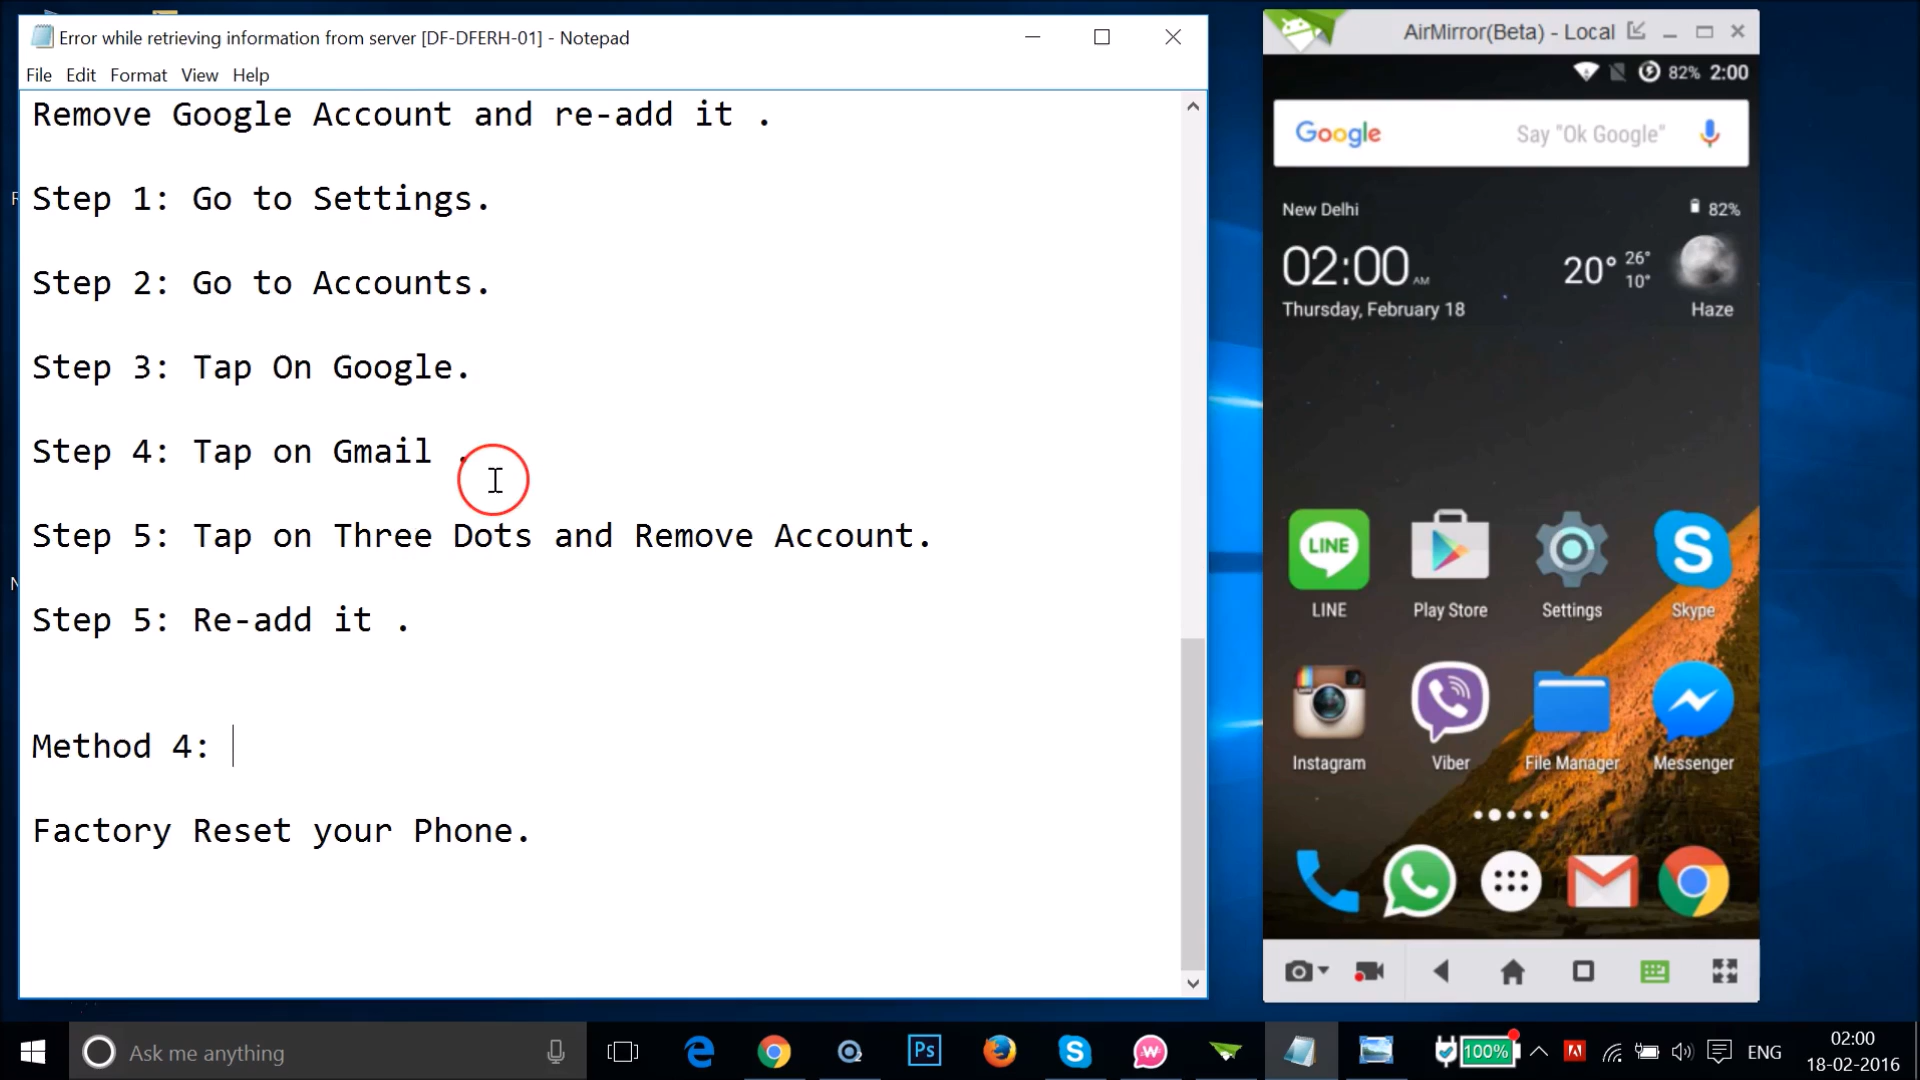 Error while retrieving information from server [DF-DFERH-01] - Notepad
File Edit Format View Help
Remove Google Account and re-add it .
Step 1: Go to Settings.
Step 2: Go to Accounts.
Step 3: Tap On Google.
Step 4: Tap on Gmail .
Step 5: Tap on Three Dots and Remove Account.
Step 5: Re-add it .
Method 4:
Factory Reset your Phone.
AirMirror(Beta) - Local
82% 2:00
Google Say "Ok Google"
New Delhi 82%
02:00 AM 20° 26° 10°
Thursday, February 18 Haze
LINE
LINE Play Store Settings Skype
Instagram Viber File Manager Messenger
Ask me anything
Ps
100%
ENG
02:00
18-02-2016